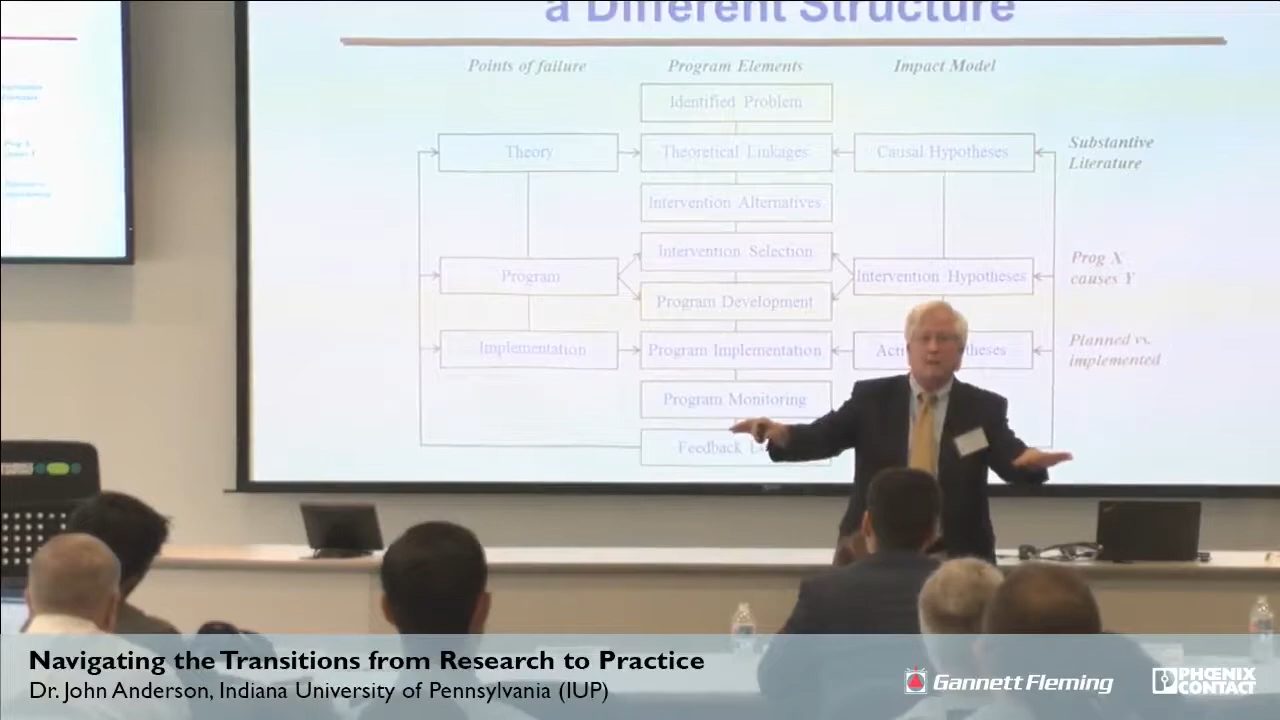 a Different Structure
Points of failure
Program Elements
Impact Model
Identified Problem
Theory
Theoretical Linkages
Causal Hypotheses
Substantive
Literature
Intervention Alternatives
Intervention Selection
Program
Intervention Hypotheses
Prog X
causes Y
Program Development
Implementation
Program Implementation
Planned vs.
implemented
Program Monitoring
Feedback
Navigating the Transitions from Research to Practice
Dr. John Anderson, Indiana University of Pennsylvania (IUP)
Gannett Fleming
PHŒNIX
CONTACT